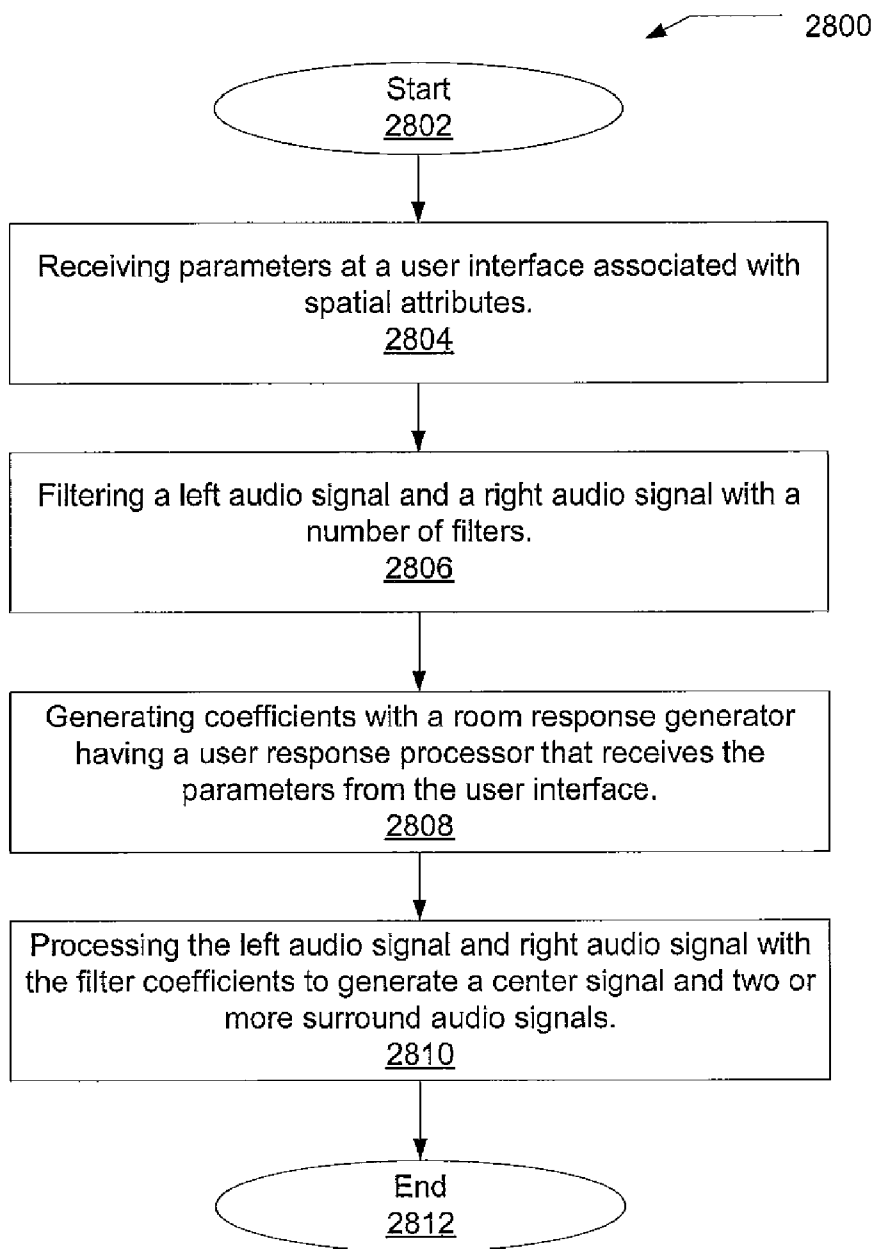 2800
Start
2802
Receiving parameters at a user interface associated with
spatial attributes.
2804
Filtering a left audio signal and a right audio signal with a
number of filters.
2806
Generating coefficients with a room response generator
having a user response processor that receives the
parameters from the user interface.
2808
Processing the left audio signal and right audio signal with
the filter coefficients to generate a center signal and two or
more surround audio signals.
2810
End
2812